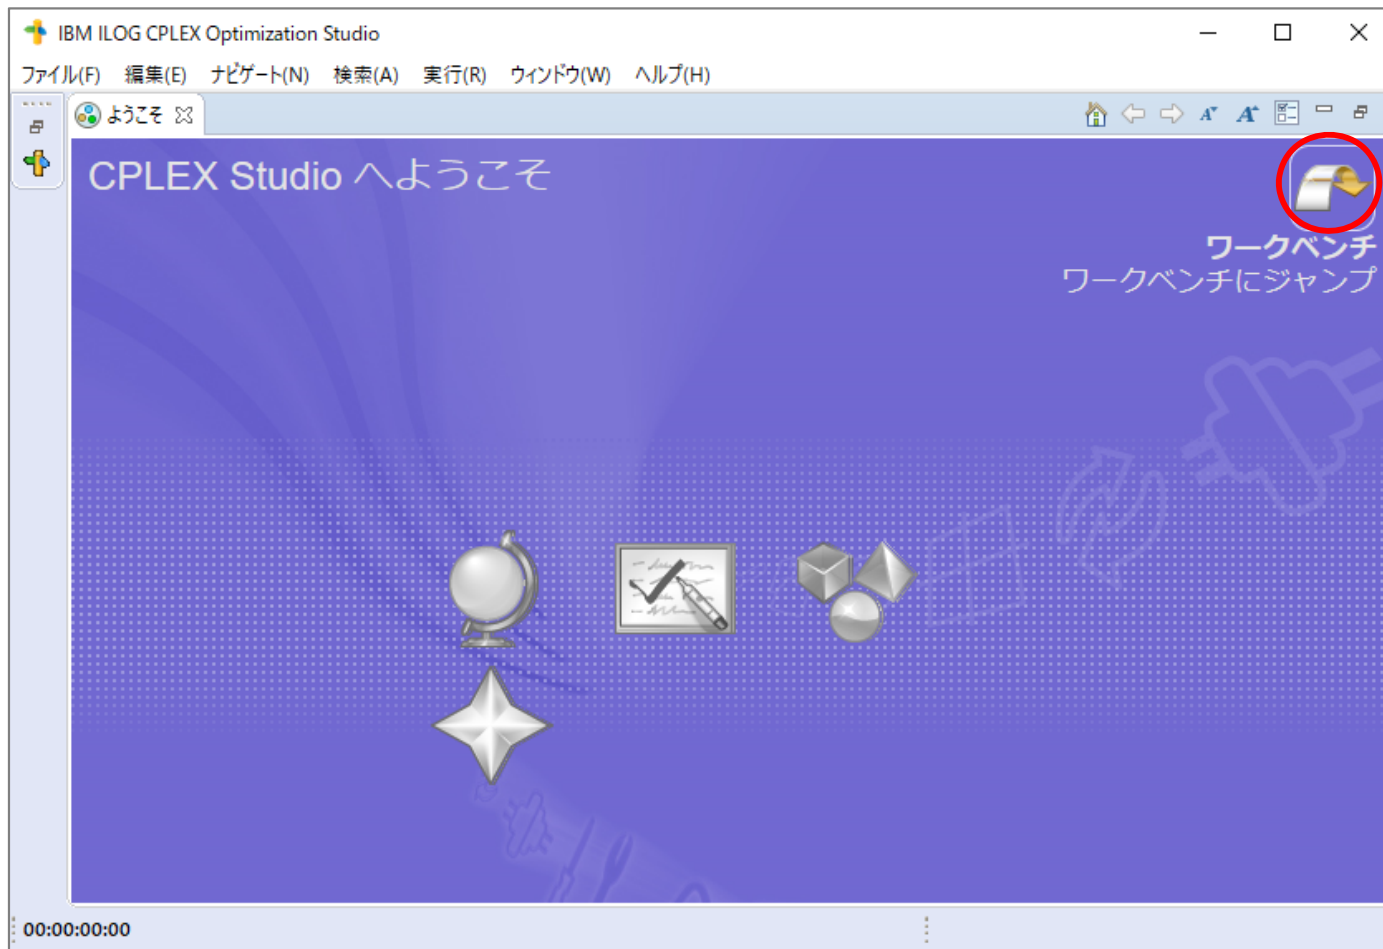 IBM ILOG CPLEX Optimization Studio
ファイル(F) 編集(E) ナビゲート(N) 検索(A) 実行(R) ウィンドウ(W) ヘルプ(H)
ようこそ
CPLEX Studio へようこそ
ワークベンチ
ワークベンチにジャンプ
00:00:00:00